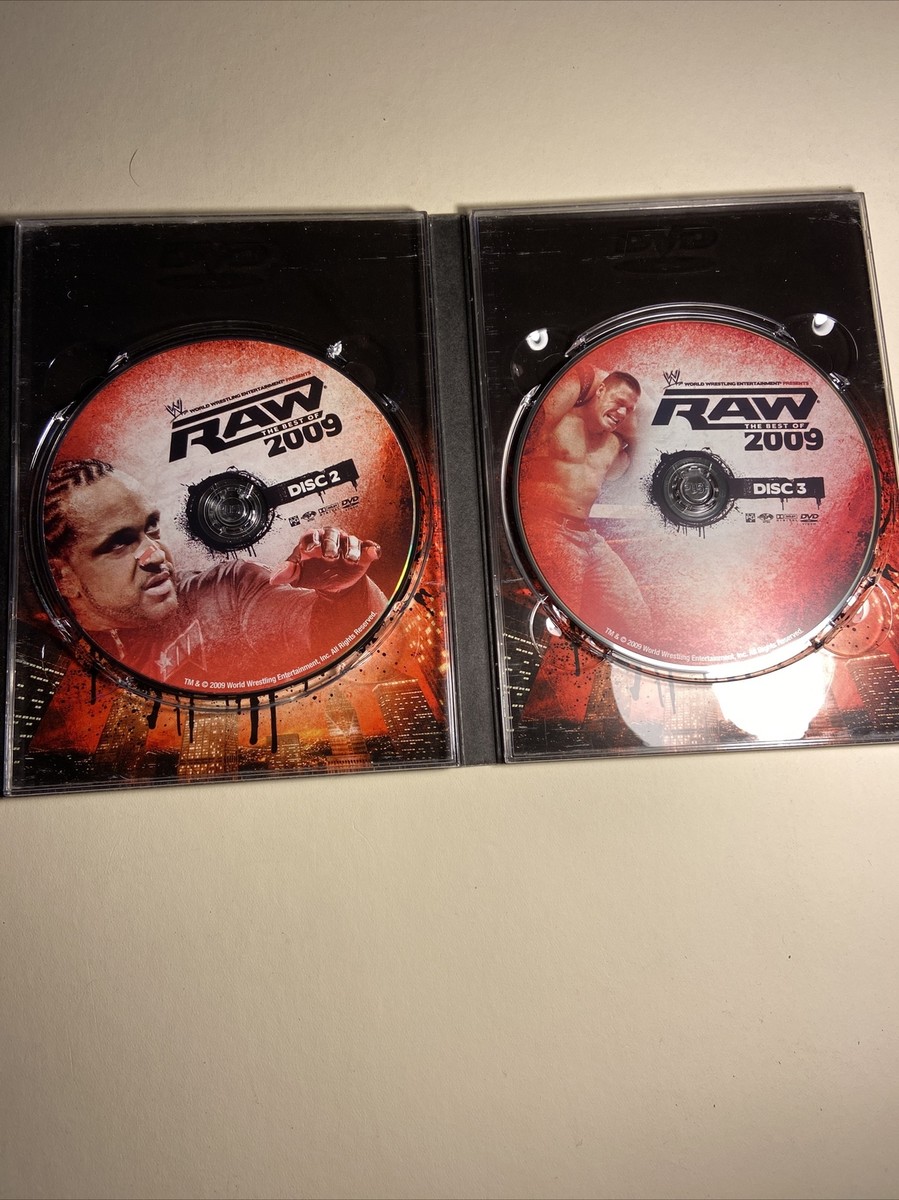 W WORLD WRESTLING ENTERTAINMENT PRESENTS
RAW
THE BEST OF
2009
DISC 2
DVD
TM & © 2009 World Wrestling Entertainment, Inc. All Rights Reserved.
DVD
W WORLD WRESTLING ENTERTAINMENT PRESENTS
RAW
THE BEST OF
2009
DISC 3
DVD
TM & © 2009 World Wrestling Entertainment, Inc. All Rights Reserved.